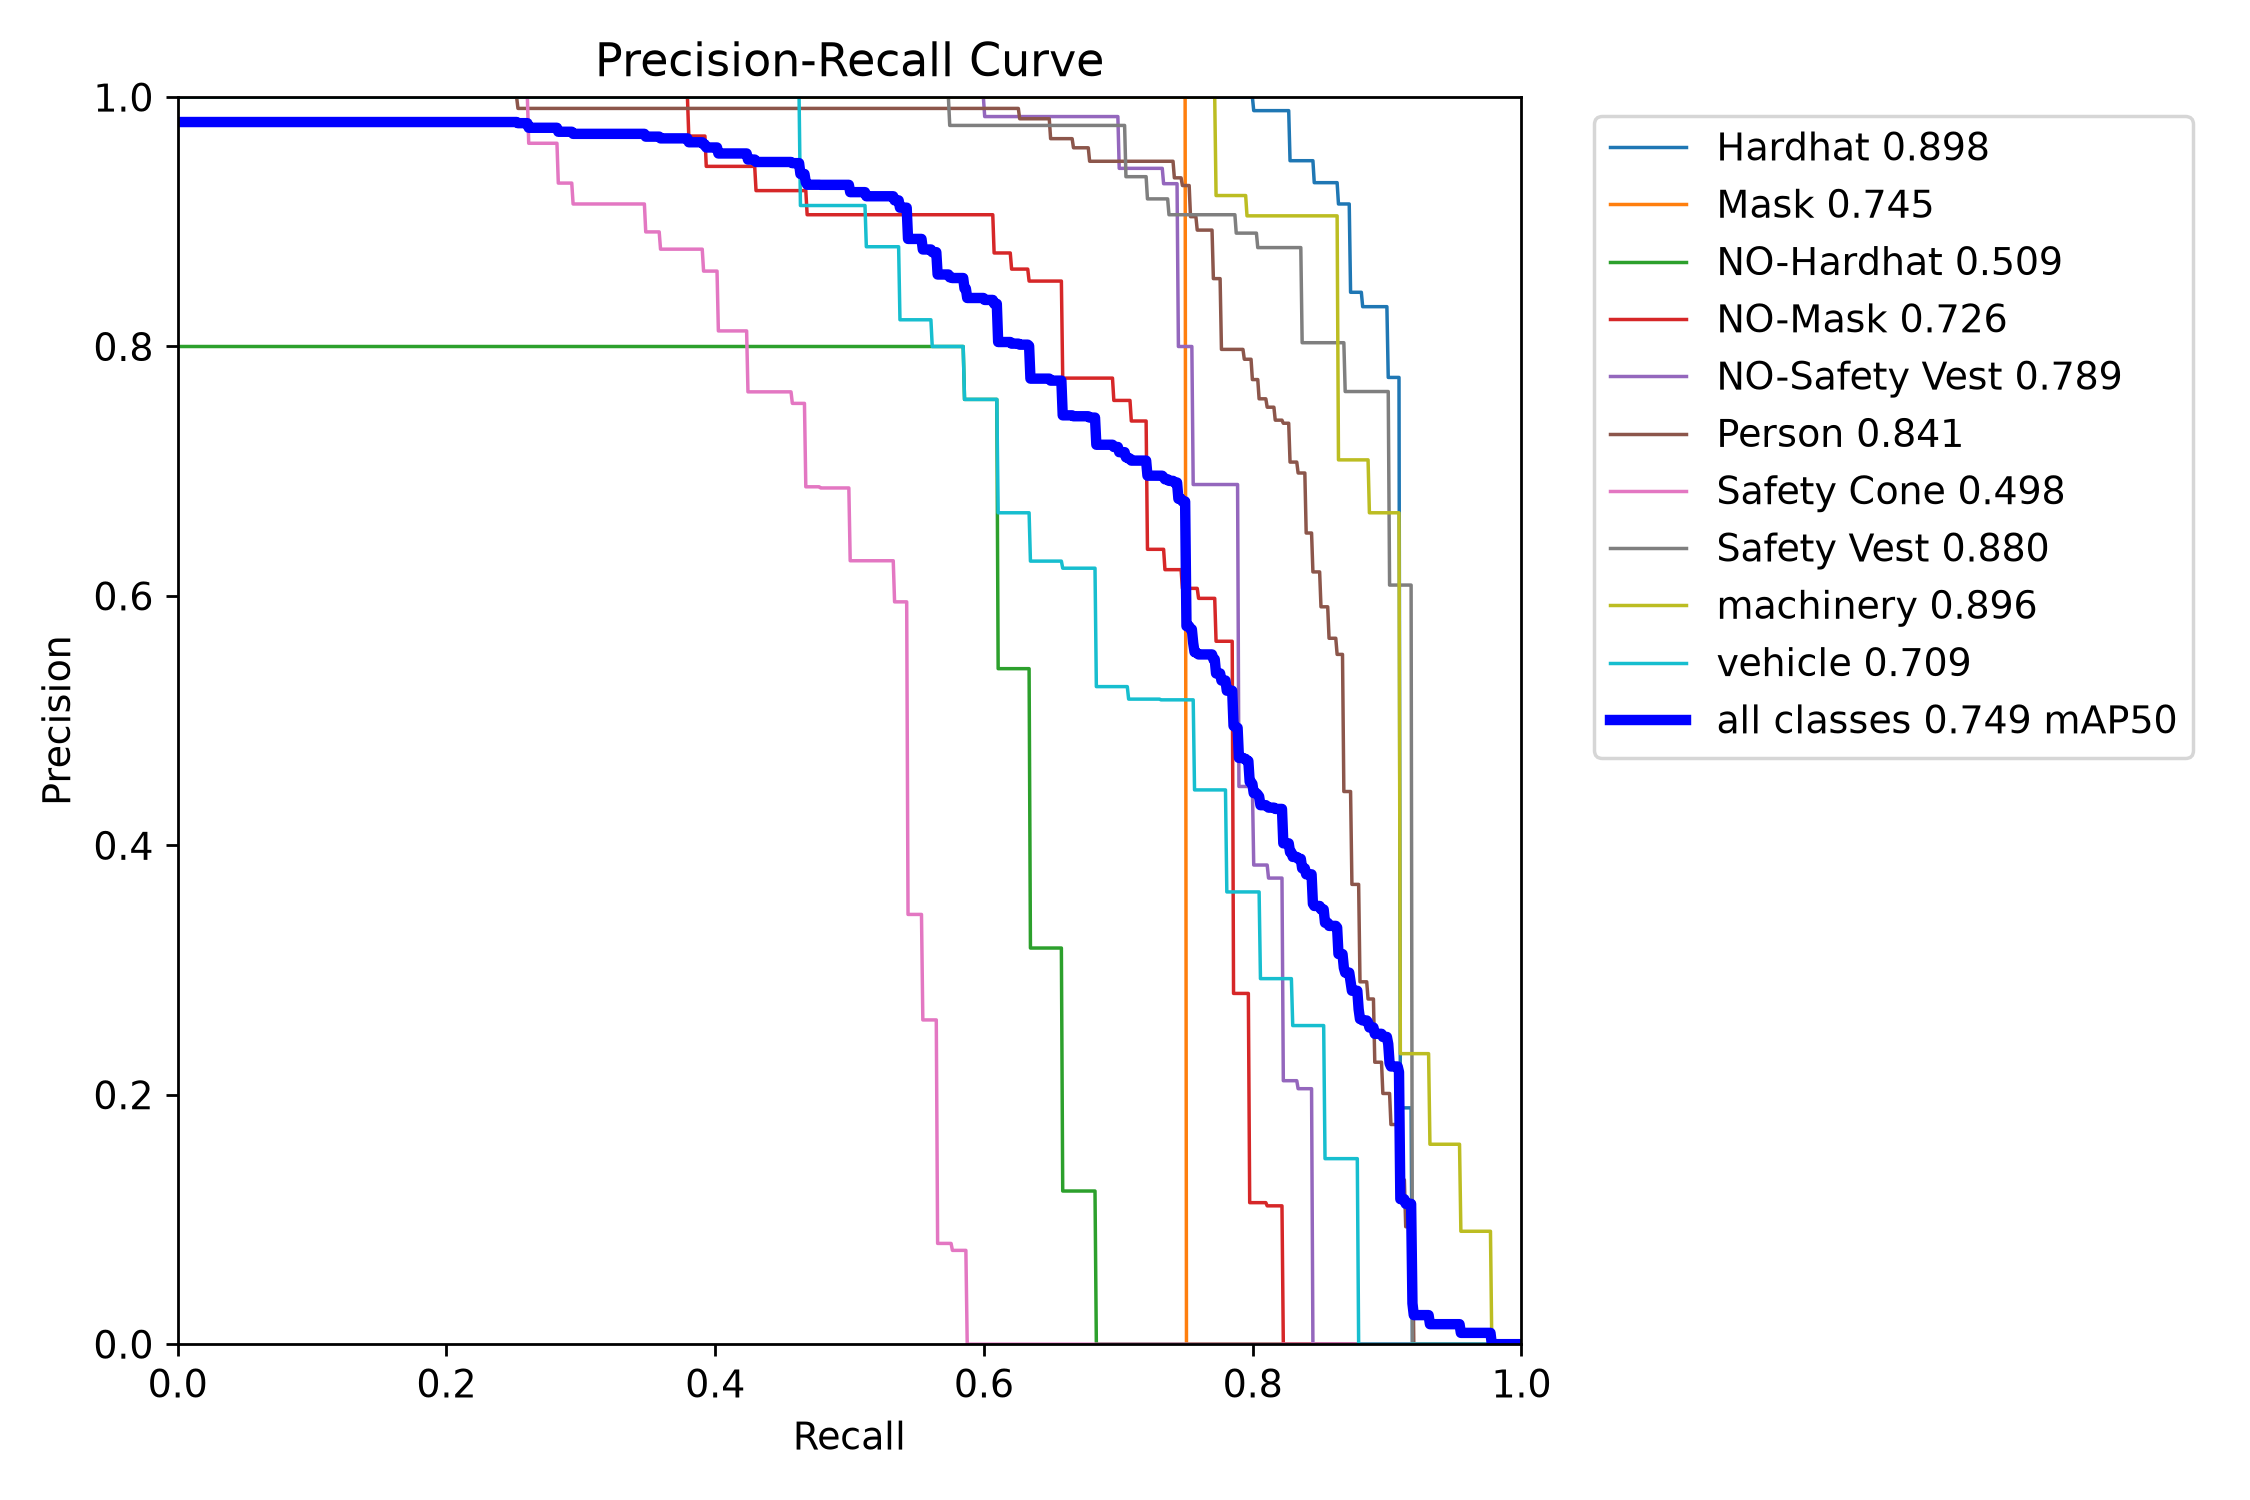 Precision-Recall Curve
1.0
0.8
0.6
0.4
0.2
0.0
Precision
0.0 0.2 0.4 0.6 0.8 1.0
Recall
Hardhat 0.898
Mask 0.745
NO-Hardhat 0.509
NO-Mask 0.726
NO-Safety Vest 0.789
Person 0.841
Safety Cone 0.498
Safety Vest 0.880
machinery 0.896
vehicle 0.709
all classes 0.749 mAP50